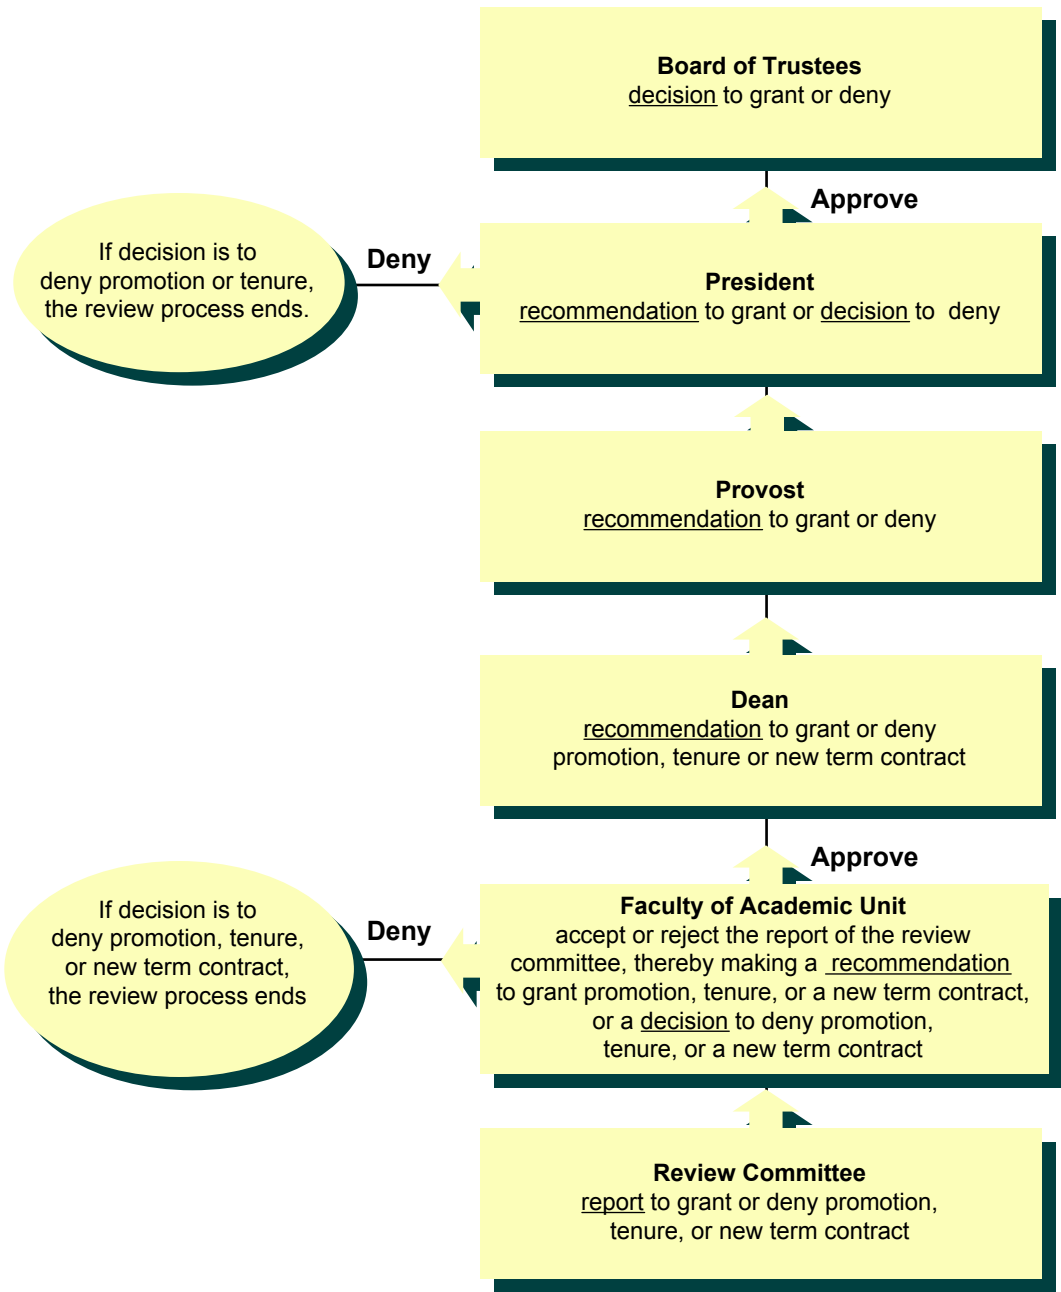 Board of Trustees
decision to grant or deny
Approve
If decision is to
deny promotion or tenure,
the review process ends.
Deny
President
recommendation to grant or decision to deny
Provost
recommendation to grant or deny
Dean
recommendation to grant or deny
promotion, tenure or new term contract
Approve
If decision is to
deny promotion, tenure,
or new term contract,
the review process ends
Deny
Faculty of Academic Unit
accept or reject the report of the review
committee, thereby making a recommendation
to grant promotion, tenure, or a new term contract,
or a decision to deny promotion,
tenure, or a new term contract
Review Committee
report to grant or deny promotion,
tenure, or new term contract